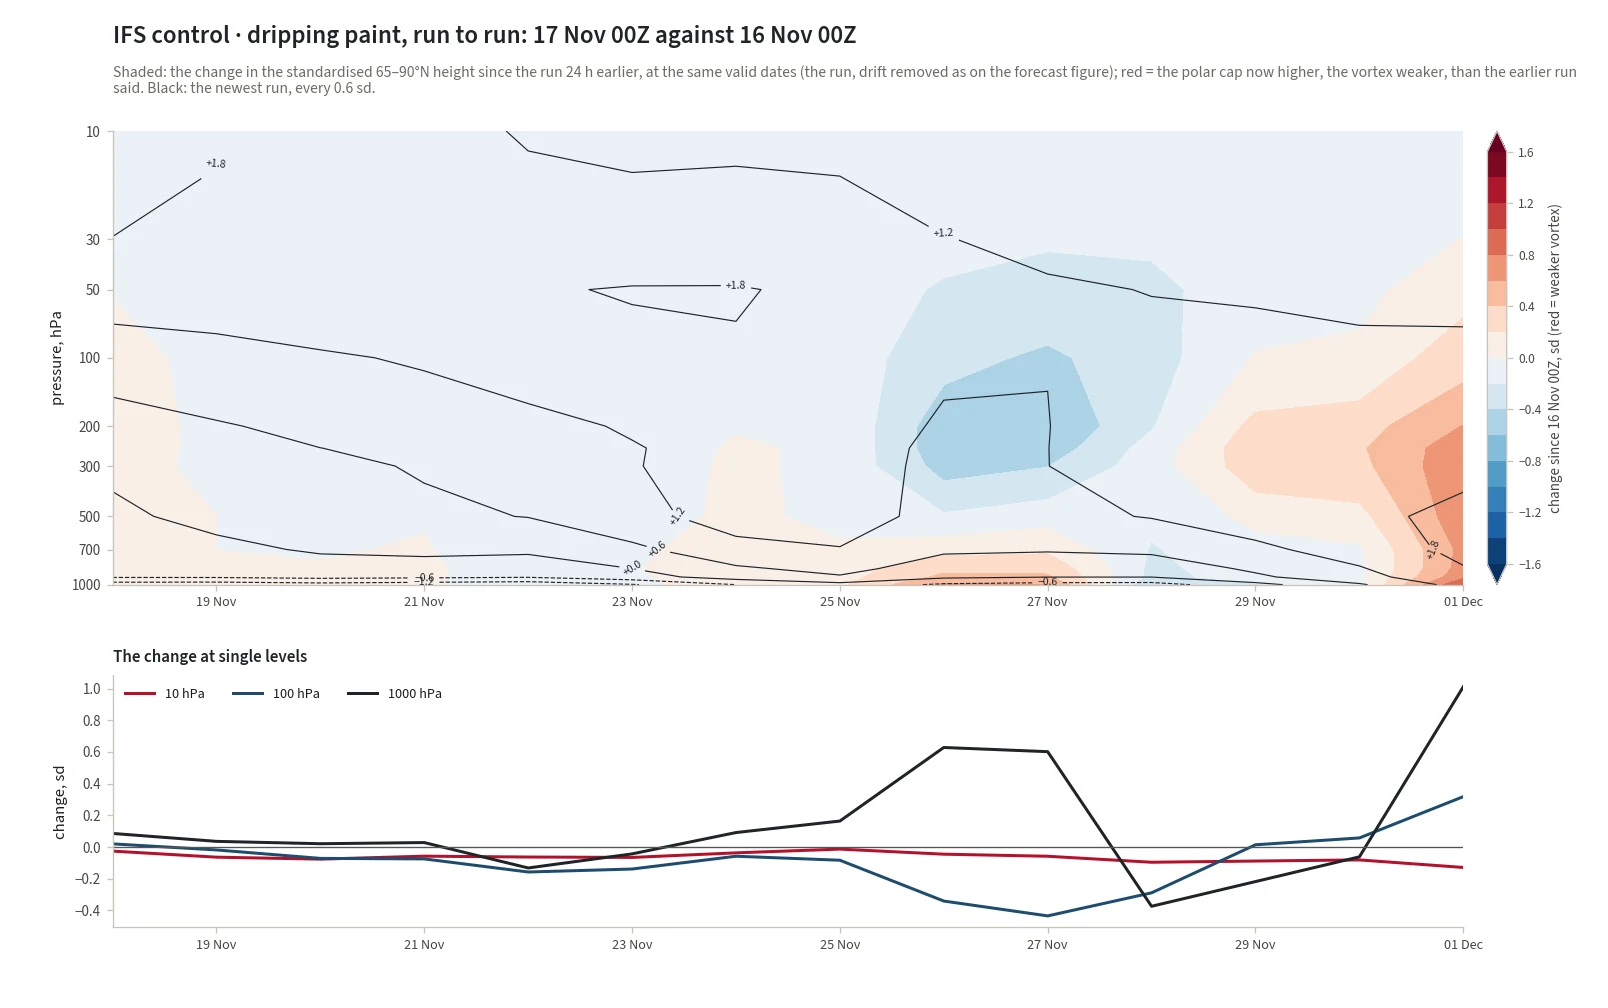 IFS control · dripping paint, run to run: 17 Nov 00Z against 16 Nov 00Z
Shaded: the change in the standardised 65–90°N height since the run 24 h earlier, at the same valid dates (the run, drift removed as on the forecast figure); red = the polar cap now higher, the vortex weaker, than the earlier run
said. Black: the newest run, every 0.6 sd.
10
30
50
100
200
300
500
700
1000
pressure, hPa
+1.8
+1.2
+1.8
+1.2
+0.6
+0.0
−0.6
−1.2
−0.6
+1.8
19 Nov
21 Nov
23 Nov
25 Nov
27 Nov
29 Nov
01 Dec
1.6
1.2
0.8
0.4
0.0
−0.4
−0.8
−1.2
−1.6
change since 16 Nov 00Z, sd (red = weaker vortex)
The change at single levels
10 hPa
100 hPa
1000 hPa
1.0
0.8
0.6
0.4
0.2
0.0
−0.2
−0.4
change, sd
19 Nov
21 Nov
23 Nov
25 Nov
27 Nov
29 Nov
01 Dec